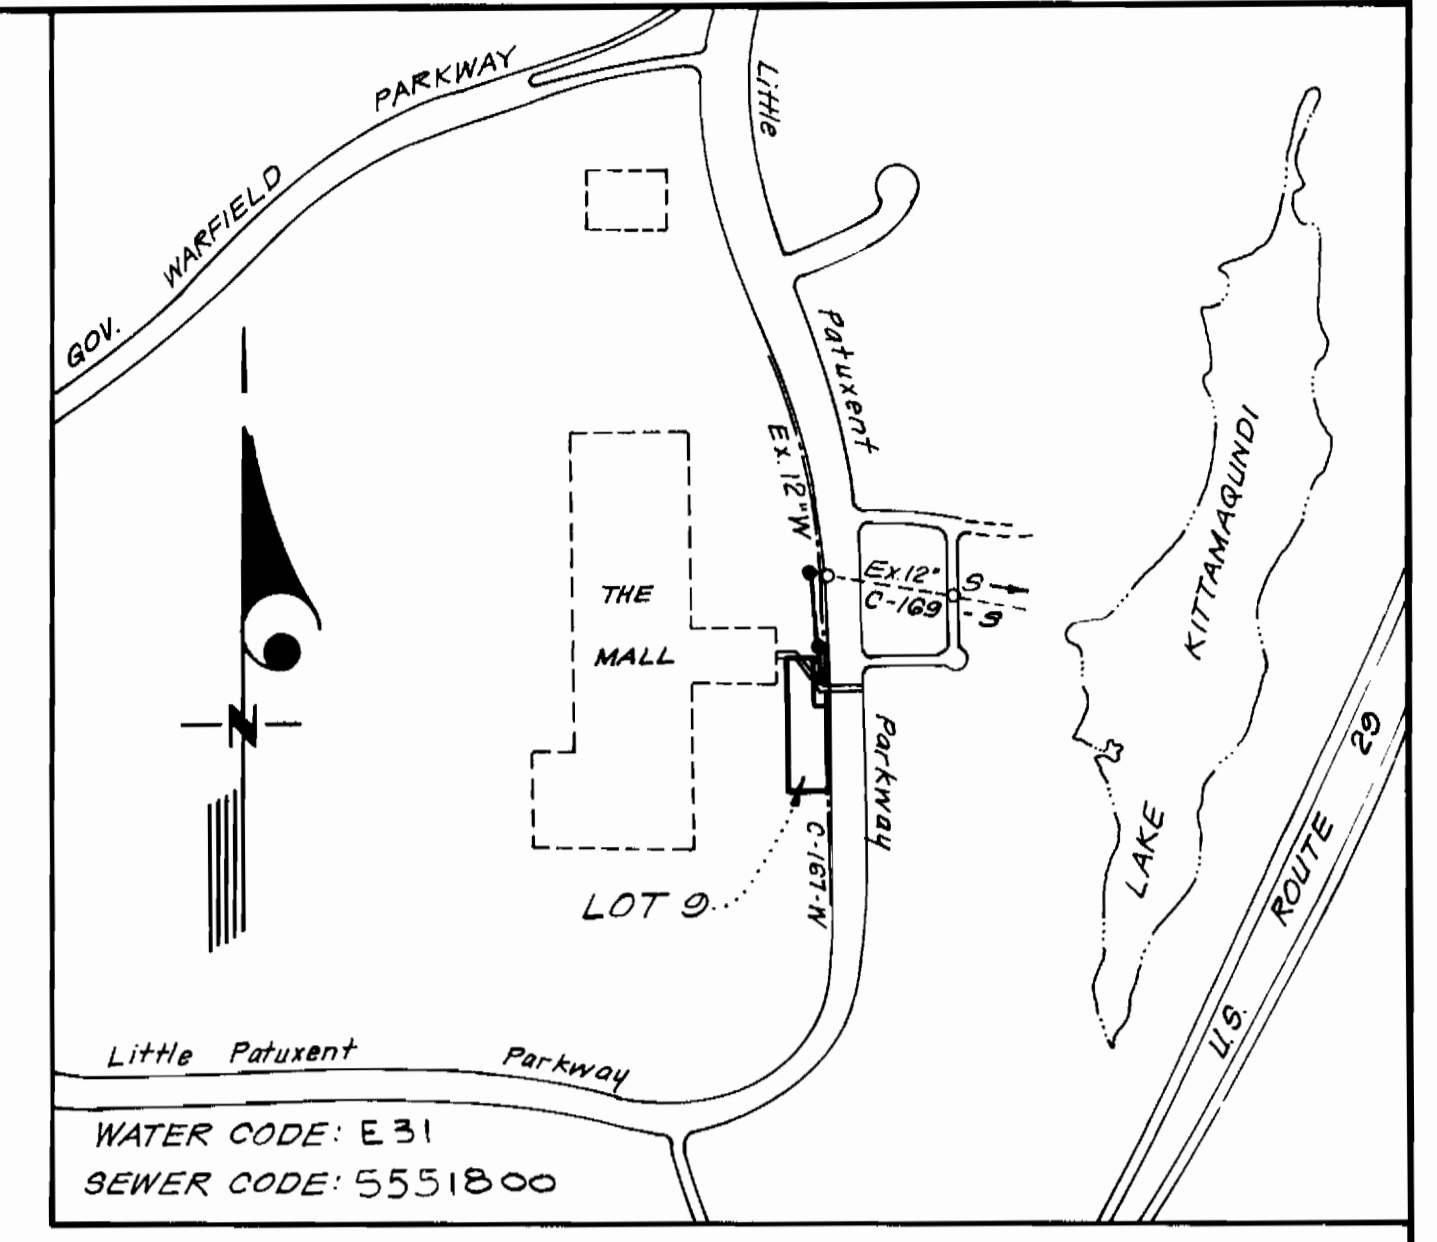 GOV. WARFIELD PARKWAY
Little Patuxent Parkway
Ex. 12"W
Ex. 12" S
C-169 - S
THE
MALL
N
KITTAMAQUNDI
LAKE
29
ROUTE
U.S.
C-167-W
LOT 9
Little Patuxent Parkway
WATER CODE: E31
SEWER CODE: 5551800